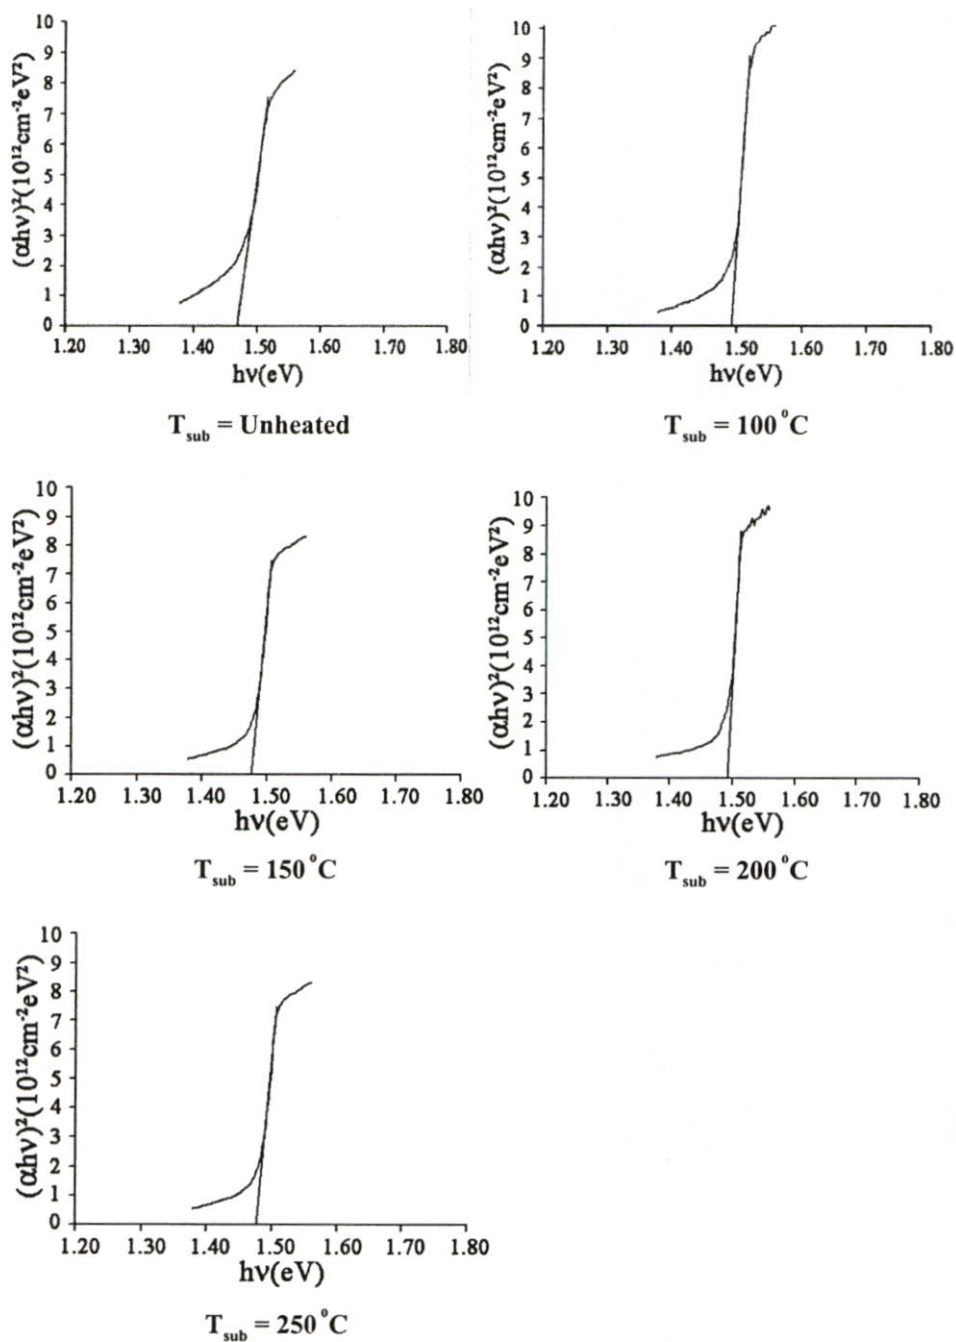 10
9
8
7
6
5
4
3
2
1
0
(αhν)²(10¹²cm⁻²eV²)
1.20 1.30 1.40 1.50 1.60 1.70 1.80
hν(eV)
T_sub = Unheated
10
9
8
7
6
5
4
3
2
1
0
(αhν)²(10¹²cm⁻²eV²)
1.20 1.30 1.40 1.50 1.60 1.70 1.80
hν(eV)
T_sub = 100 °C
10
9
8
7
6
5
4
3
2
1
0
(αhν)²(10¹²cm⁻²eV²)
1.20 1.30 1.40 1.50 1.60 1.70 1.80
hν(eV)
T_sub = 150 °C
10
9
8
7
6
5
4
3
2
1
0
(αhν)²(10¹²cm⁻²eV²)
1.20 1.30 1.40 1.50 1.60 1.70 1.80
hν(eV)
T_sub = 200 °C
10
9
8
7
6
5
4
3
2
1
0
(αhν)²(10¹²cm⁻²eV²)
1.20 1.30 1.40 1.50 1.60 1.70 1.80
hν(eV)
T_sub = 250 °C